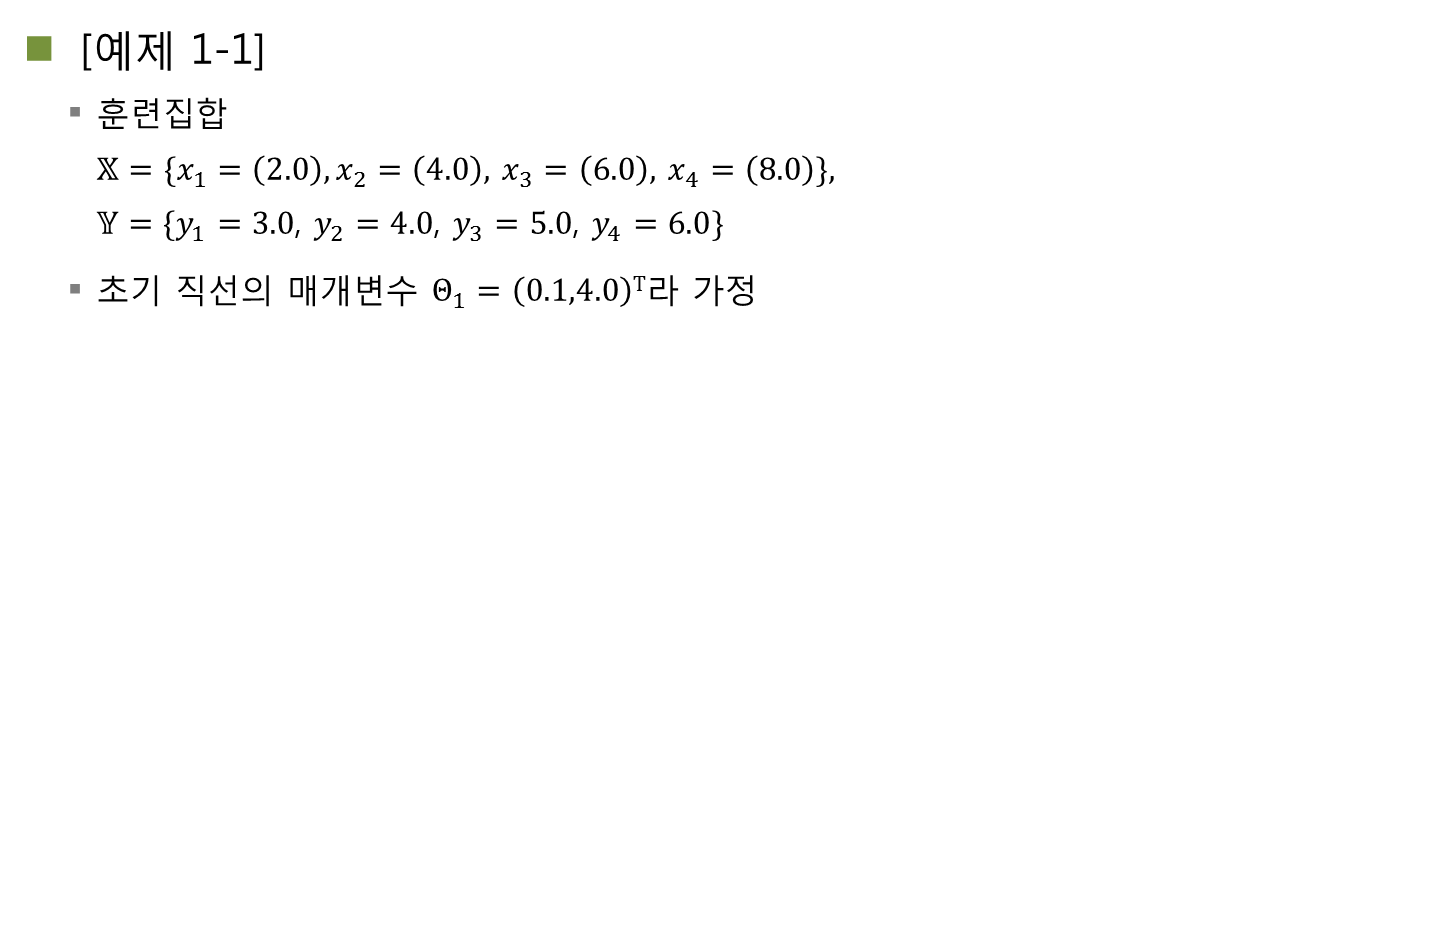 [예제 1-1]
훈련집합
𝕏 = {x₁ = (2.0), x₂ = (4.0), x₃ = (6.0), x₄ = (8.0)},
𝕐 = {y₁ = 3.0, y₂ = 4.0, y₃ = 5.0, y₄ = 6.0}
초기 직선의 매개변수 Θ₁ = (0.1,4.0)ᵀ라 가정